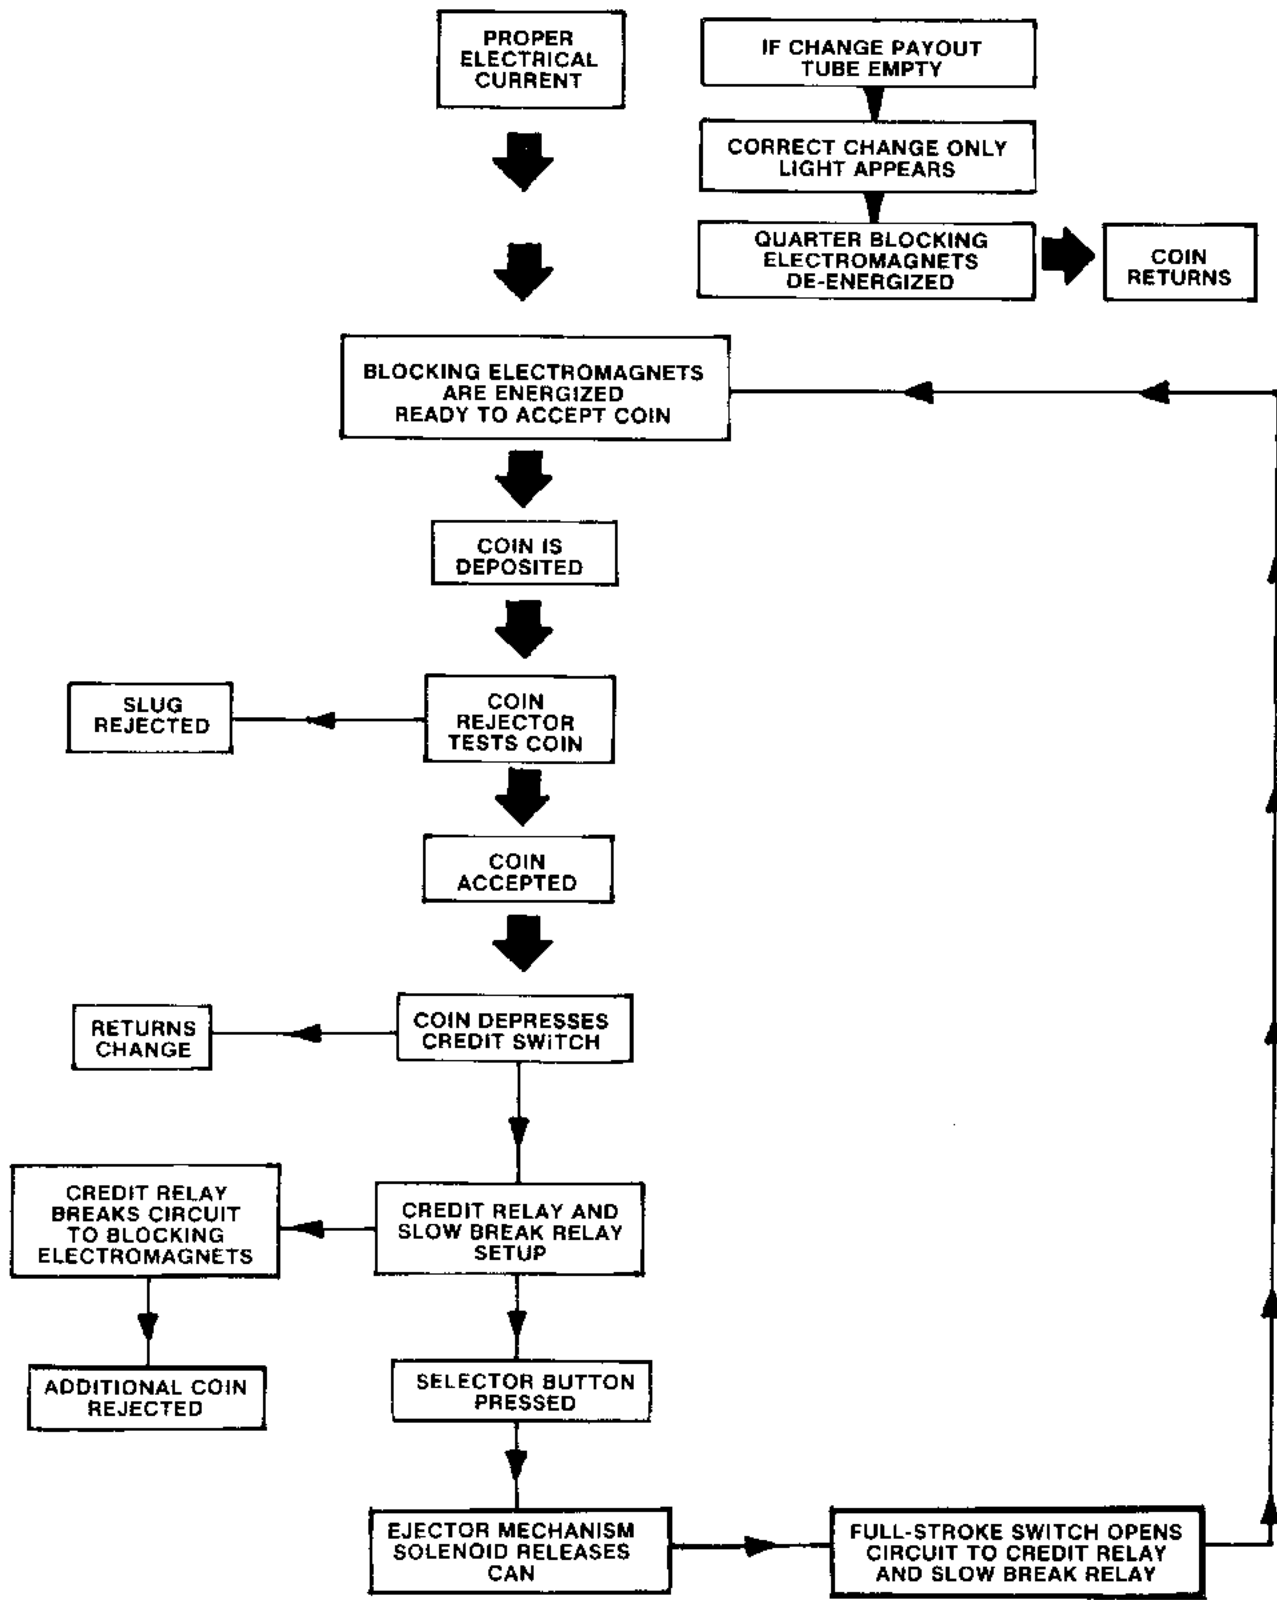 PROPER
ELECTRICAL
CURRENT
IF CHANGE PAYOUT
TUBE EMPTY
CORRECT CHANGE ONLY
LIGHT APPEARS
QUARTER BLOCKING
ELECTROMAGNETS
DE-ENERGIZED
COIN
RETURNS
BLOCKING ELECTROMAGNETS
ARE ENERGIZED
READY TO ACCEPT COIN
COIN IS
DEPOSITED
SLUG
REJECTED
COIN
REJECTOR
TESTS COIN
COIN
ACCEPTED
RETURNS
CHANGE
COIN DEPRESSES
CREDIT SWITCH
CREDIT RELAY
BREAKS CIRCUIT
TO BLOCKING
ELECTROMAGNETS
CREDIT RELAY AND
SLOW BREAK RELAY
SETUP
ADDITIONAL COIN
REJECTED
SELECTOR BUTTON
PRESSED
EJECTOR MECHANISM
SOLENOID RELEASES
CAN
FULL-STROKE SWITCH OPENS
CIRCUIT TO CREDIT RELAY
AND SLOW BREAK RELAY